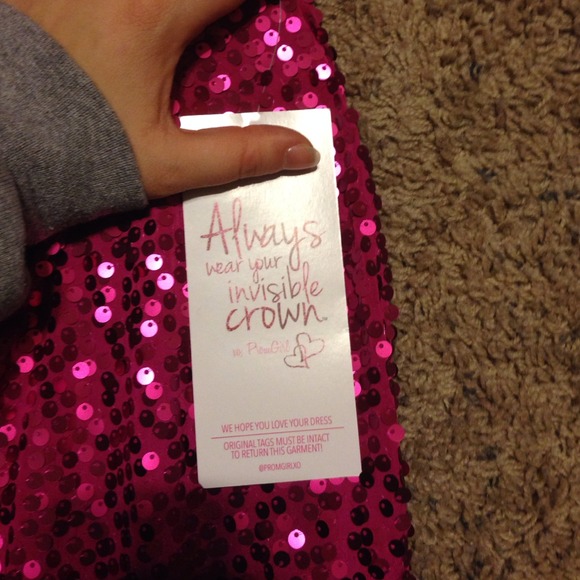 Always
wear your
invisible
crown™
xo, PromGirl
WE HOPE YOU LOVE YOUR DRESS
ORIGINAL TAGS MUST BE INTACT
TO RETURN THIS GARMENT!
@PROMGIRLXO